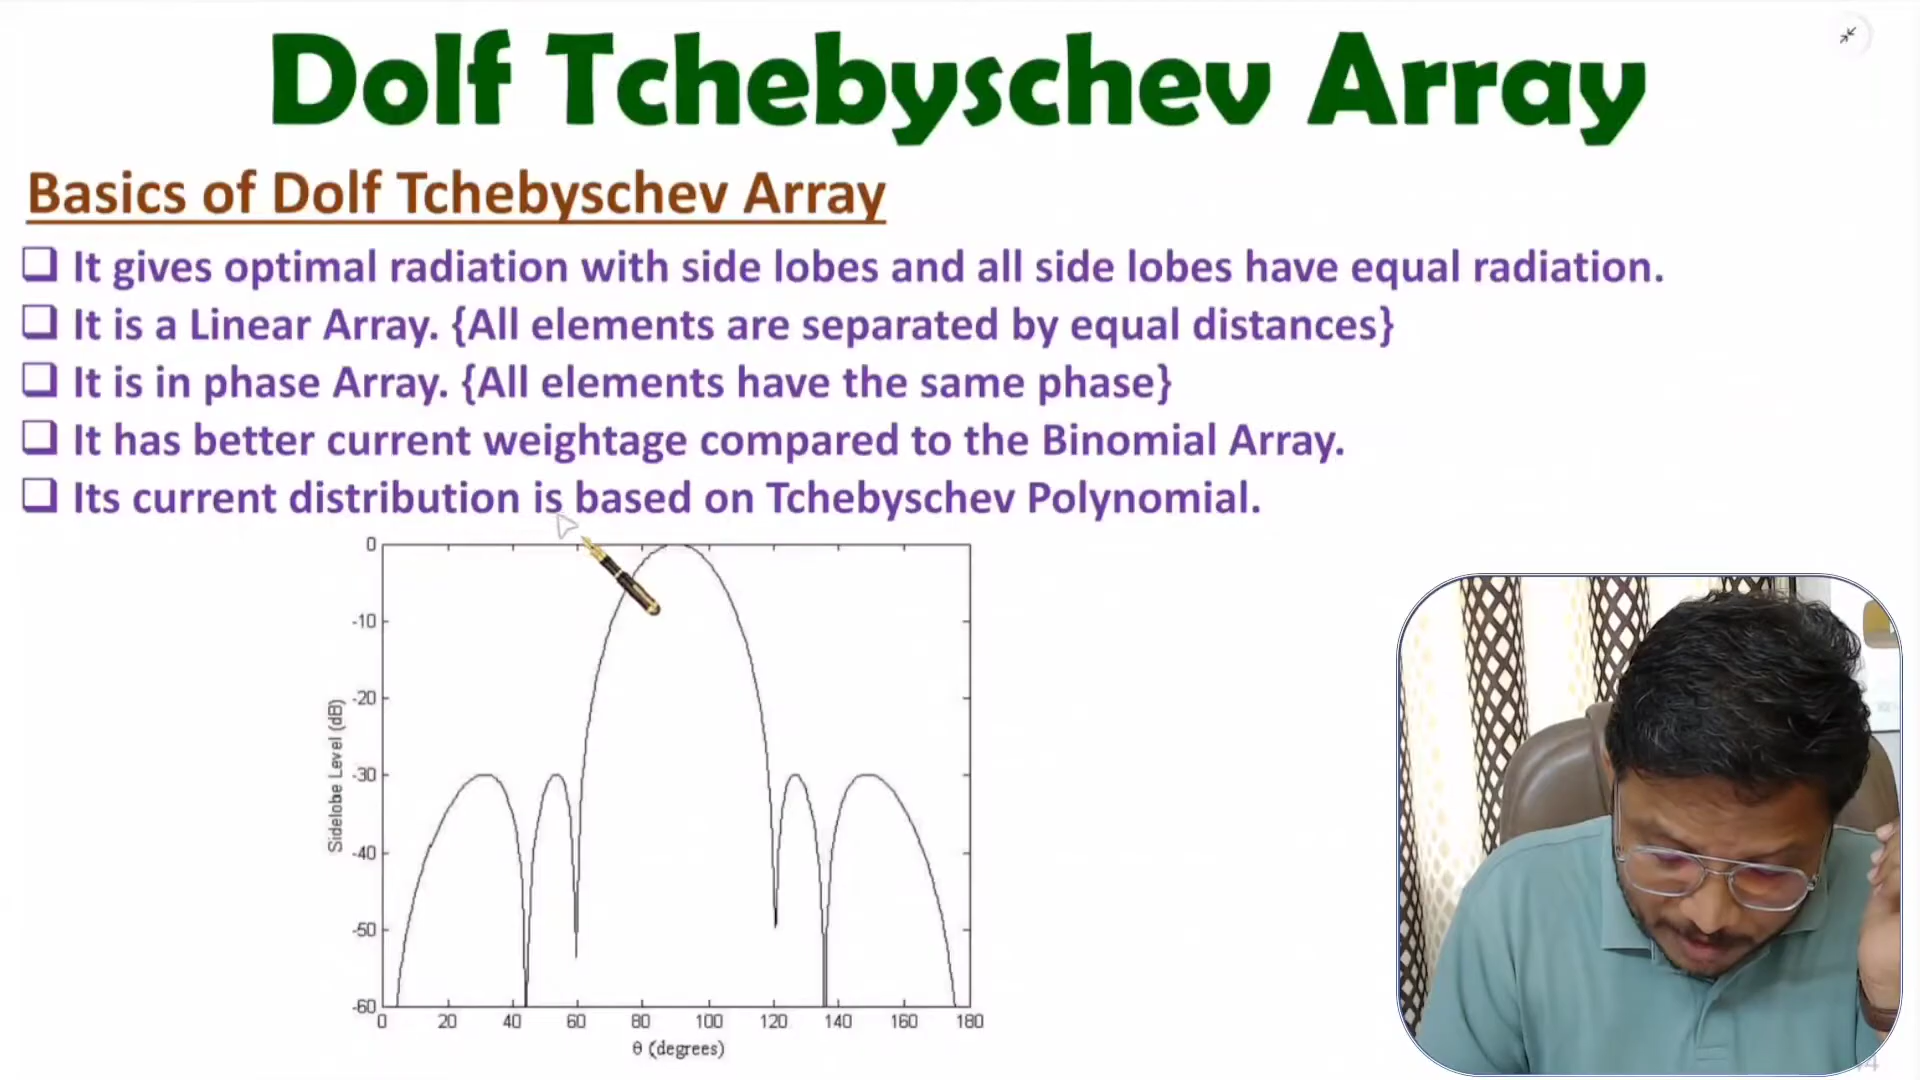 Dolf Tchebyschev Array
Basics of Dolf Tchebyschev Array
❑ It gives optimal radiation with side lobes and all side lobes have equal radiation.
❑ It is a Linear Array. {All elements are separated by equal distances}
❑ It is in phase Array. {All elements have the same phase}
❑ It has better current weightage compared to the Binomial Array.
❑ Its current distribution is based on Tchebyschev Polynomial.
0
-10
-20
-30
-40
-50
-60
Sidelobe Level (dB)
0 20 40 60 80 100 120 140 160 180
θ (degrees)